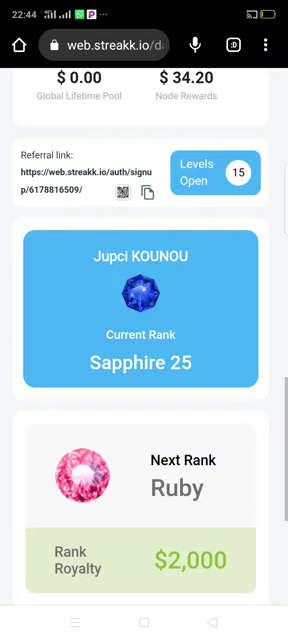 22:44
web.streakk.io/da
:D
$ 0.00
$ 34.20
Global Lifetime Pool
Node Rewards
Referral link:
https://web.streakk.io/auth/signu
p/6178816509/
Levels
Open
15
Jupci KOUNOU
Current Rank
Sapphire 25
Next Rank
Ruby
Rank
Royalty
$2,000